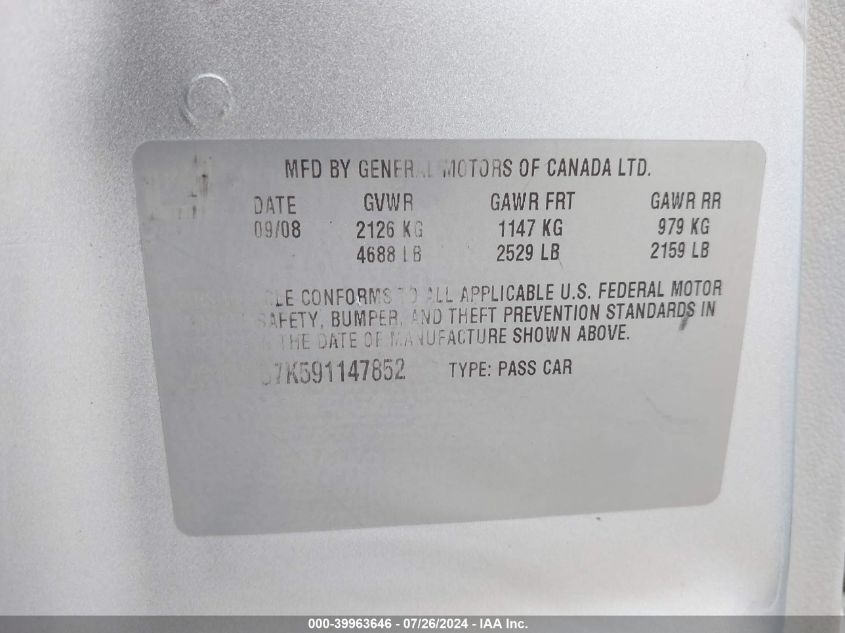 MFD BY GENERAL MOTORS OF CANADA LTD.
DATE GVWR GAWR FRT GAWR RR
09/08 2126 KG 1147 KG 979 KG
4688 LB 2529 LB 2159 LB
CONFORMS TO ALL APPLICABLE U.S. FEDERAL MOTOR
SAFETY, BUMPER, AND THEFT PREVENTION STANDARDS IN
THE DATE OF MANUFACTURE SHOWN ABOVE.
7K591147852 TYPE: PASS CAR
000-39963646 - 07/26/2024 - IAA Inc.